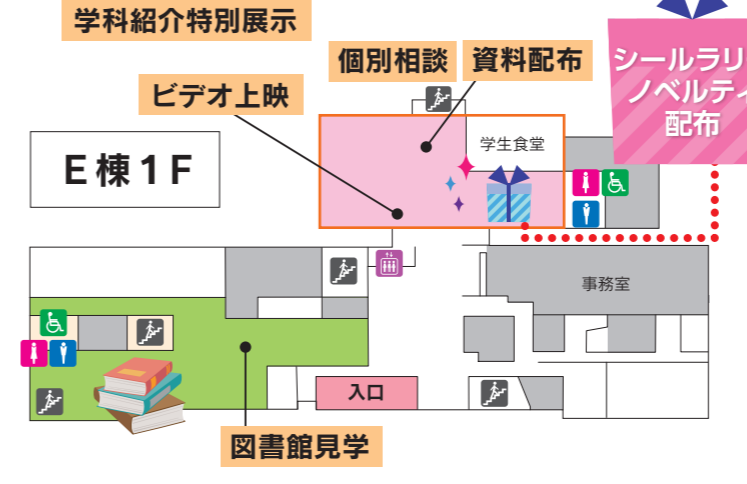 学科紹介特別展示
個別相談
資料配布
ビデオ上映
シールラリ
ノベルティ
配布
E棟1F
学生食堂
事務室
入口
図書館見学